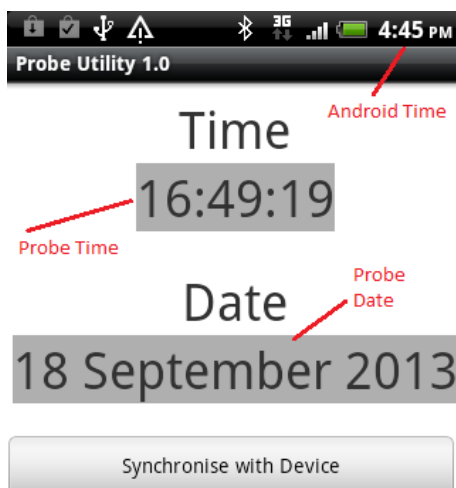 3G 4:45 PM
Probe Utility 1.0
Android Time
Time
16:49:19
Probe Time
Probe
Date
Date
18 September 2013
Synchronise with Device